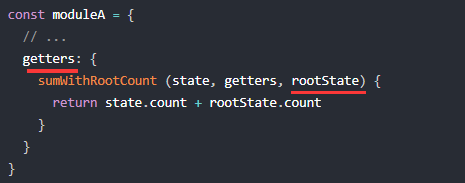 const moduleA = {
  // ...
  getters: {
    sumWithRootCount (state, getters, rootState) {
      return state.count + rootState.count
    }
  }
}